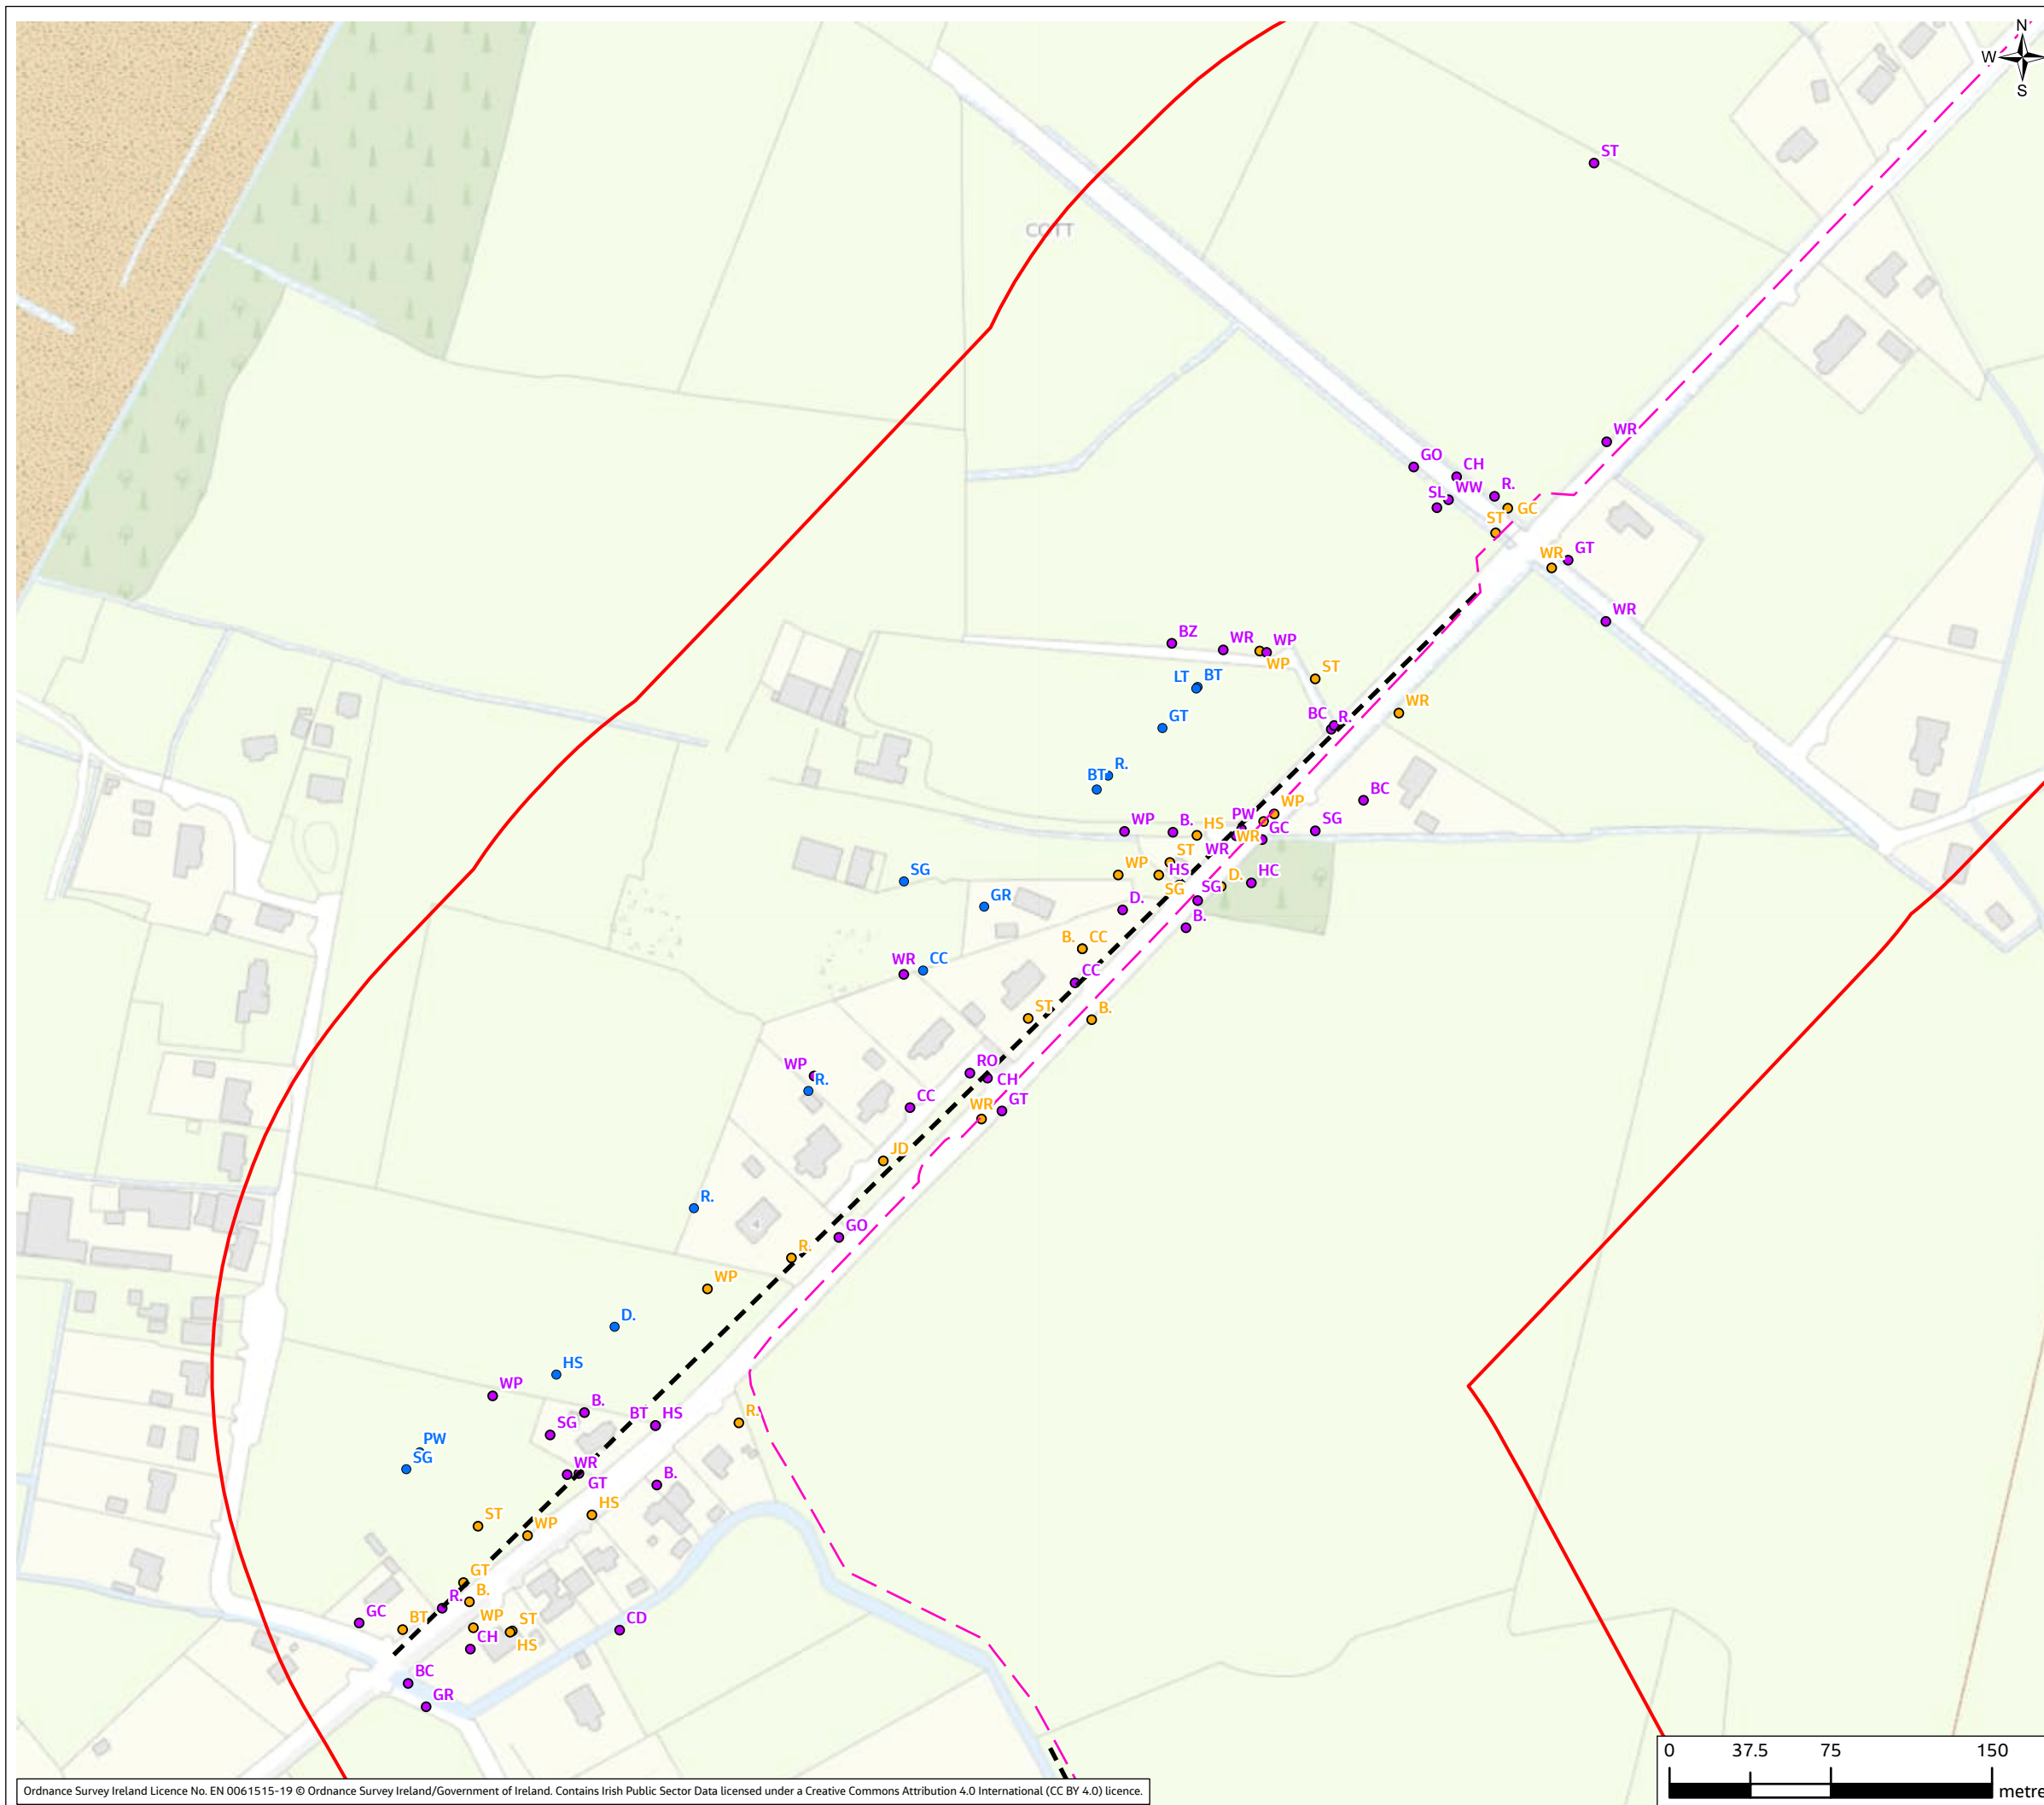 N
W
S
ST
COTT
WR
GO
CH
WW
R.
SL
GC
ST
WR
GT
WR
BZ
WR
WP
WP
ST
LT
BT
WR
GT
BC
R.
R.
BT
BC
WP
WP
B.
HS
PW
WR
GC
SG
WR
ST
SG
WP
HS
HC
D.
SG
SG
GR
D.
B.
B.
CC
WR
CC
CC
ST
B.
WP
RO
R.
CH
CC
WR
GT
JD
R.
GO
R.
WP
D.
HS
WP
B.
BT
HS
R.
SG
PW
SG
WR
GT
B.
HS
ST
WP
GT
R.
B.
GC
BT
WP
ST
CD
CH
HS
BC
GR
0
37.5
75
150
metre
Ordnance Survey Ireland Licence No. EN 0061515-19 © Ordnance Survey Ireland/Government of Ireland. Contains Irish Public Sector Data licensed under a Creative Commons Attribution 4.0 International (CC BY 4.0) licence.